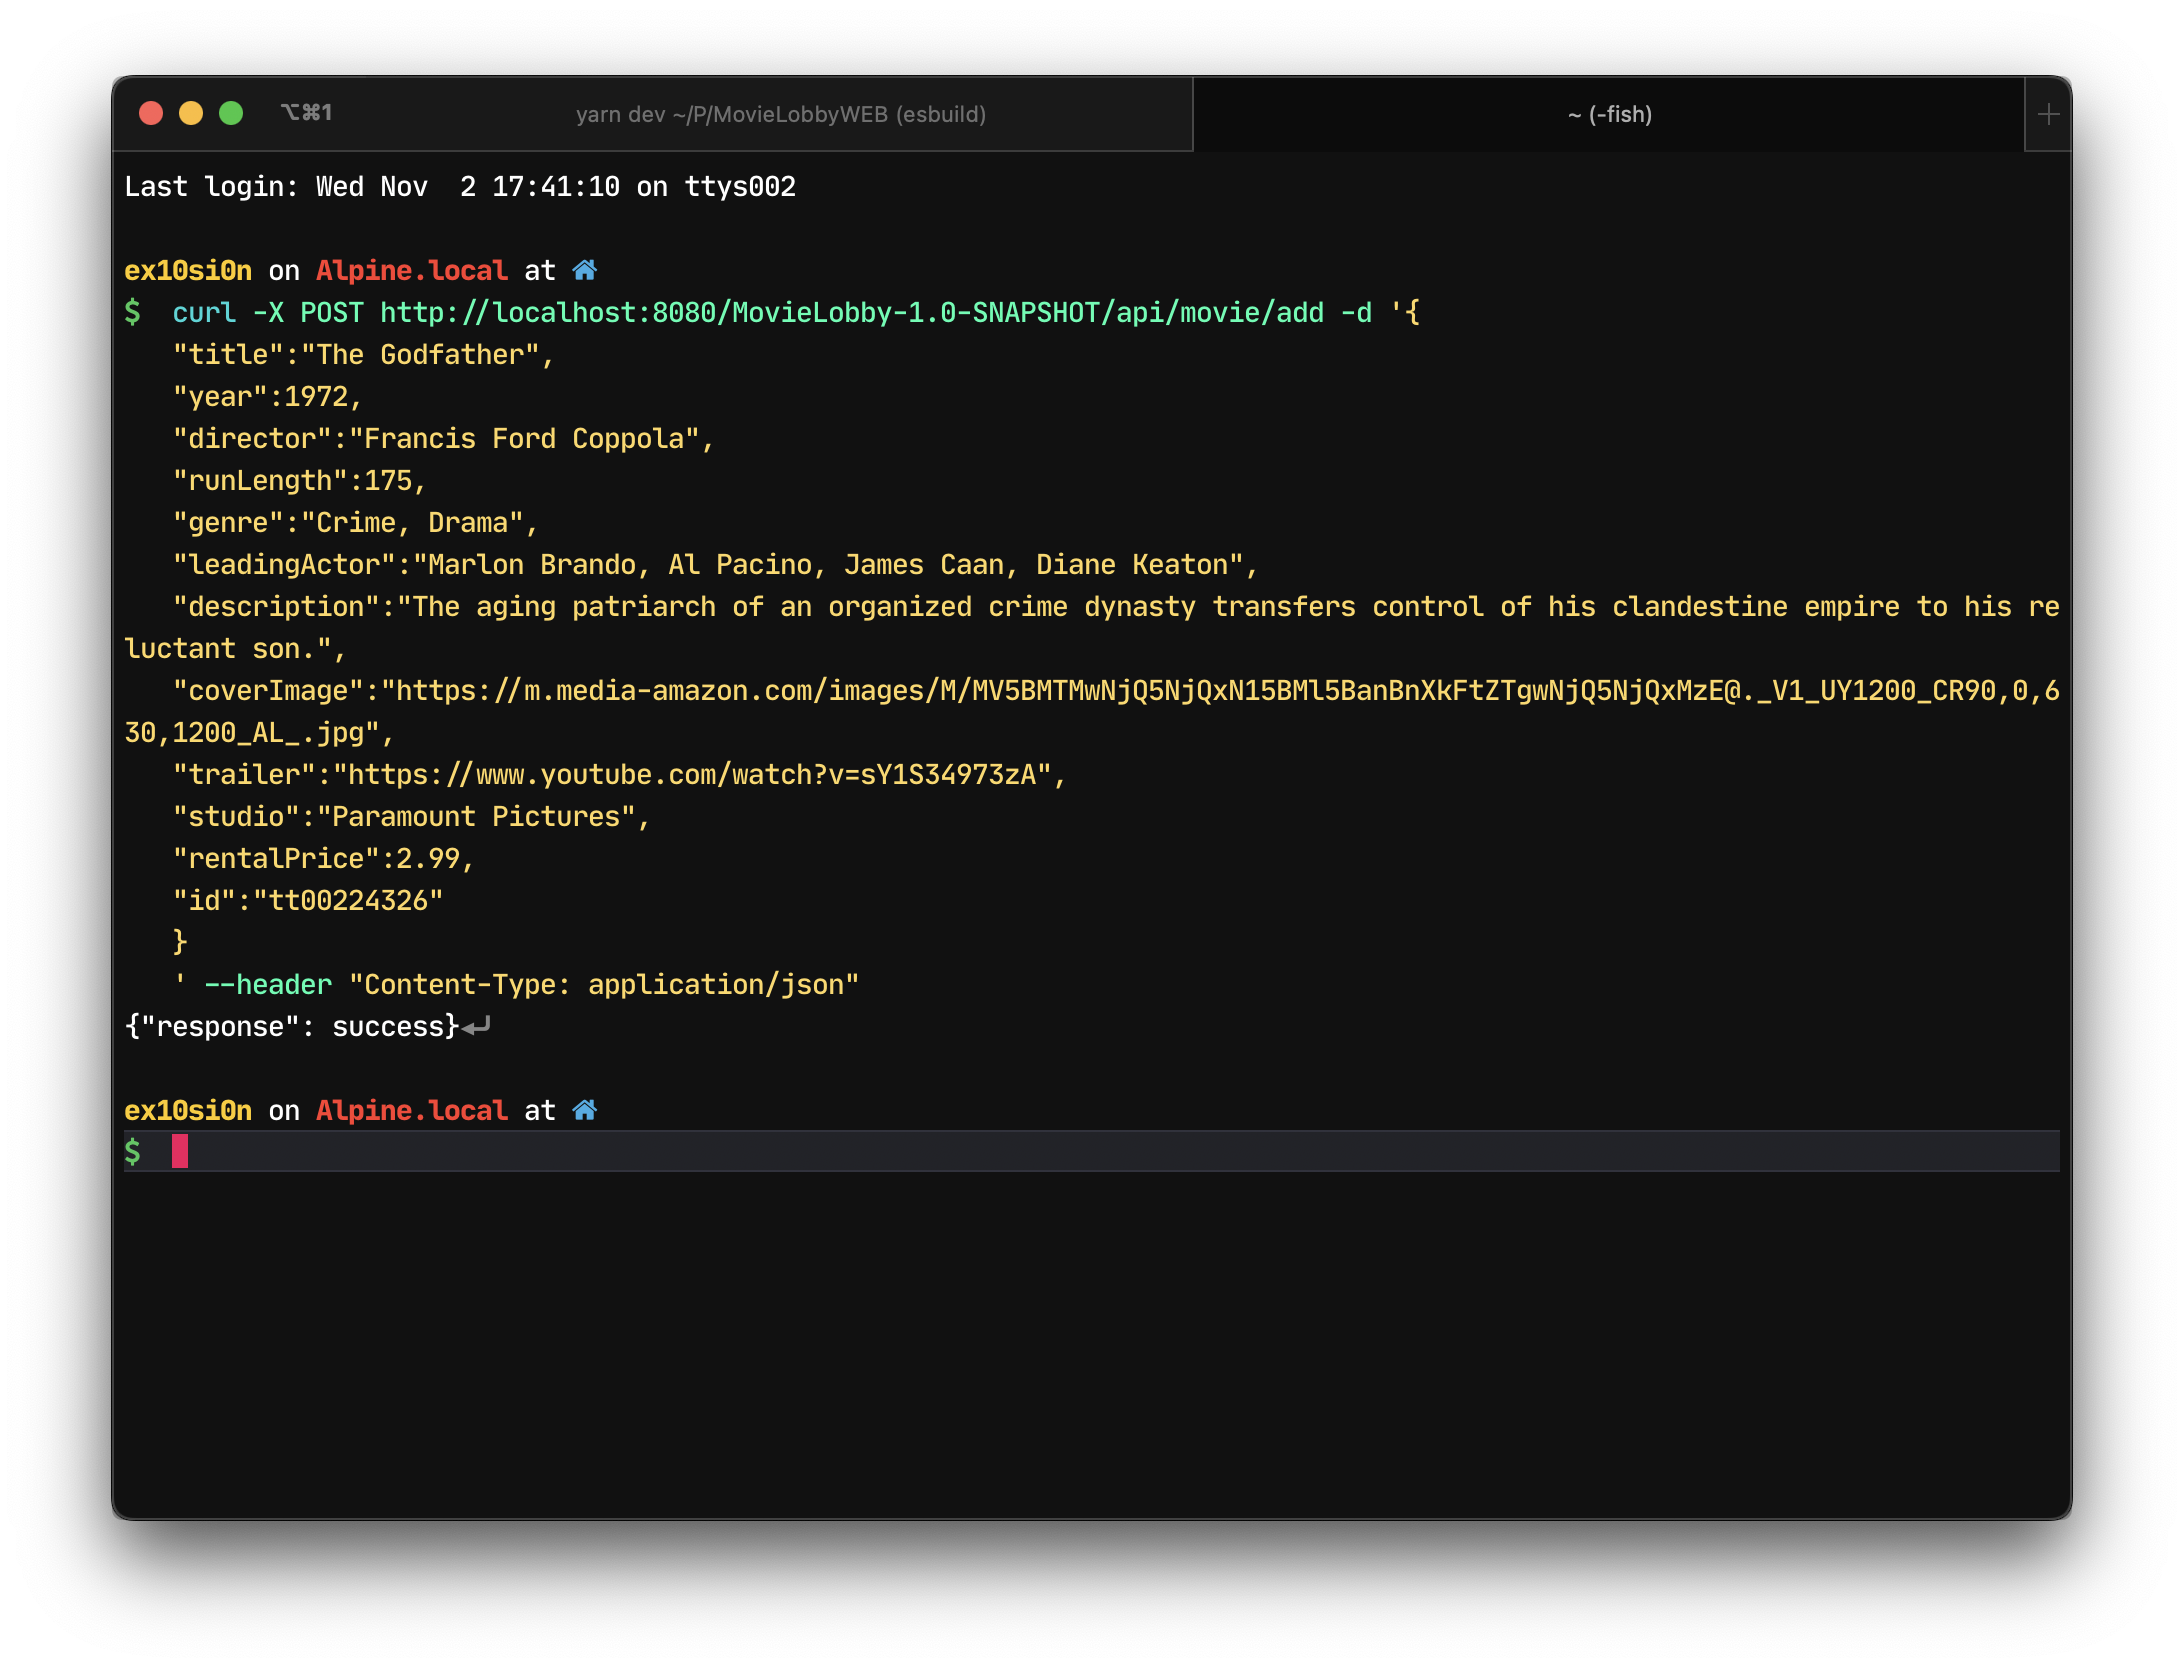 ⌥⌘1 yarn dev ~/P/MovieLobbyWEB (esbuild) ~ (-fish) +
Last login: Wed Nov  2 17:41:10 on ttys002
ex10si0n on Alpine.local at
$  curl -X POST http://localhost:8080/MovieLobby-1.0-SNAPSHOT/api/movie/add -d '{
   "title":"The Godfather",
   "year":1972,
   "director":"Francis Ford Coppola",
   "runLength":175,
   "genre":"Crime, Drama",
   "leadingActor":"Marlon Brando, Al Pacino, James Caan, Diane Keaton",
   "description":"The aging patriarch of an organized crime dynasty transfers control of his clandestine empire to his re
luctant son.",
   "coverImage":"https://m.media-amazon.com/images/M/MV5BMTMwNjQ5NjQxN15BMl5BanBnXkFtZTgwNjQ5NjQxMzE@._V1_UY1200_CR90,0,6
30,1200_AL_.jpg",
   "trailer":"https://www.youtube.com/watch?v=sY1S34973zA",
   "studio":"Paramount Pictures",
   "rentalPrice":2.99,
   "id":"tt00224326"
   }
   ' --header "Content-Type: application/json"
{"response": success}⏎
ex10si0n on Alpine.local at
$